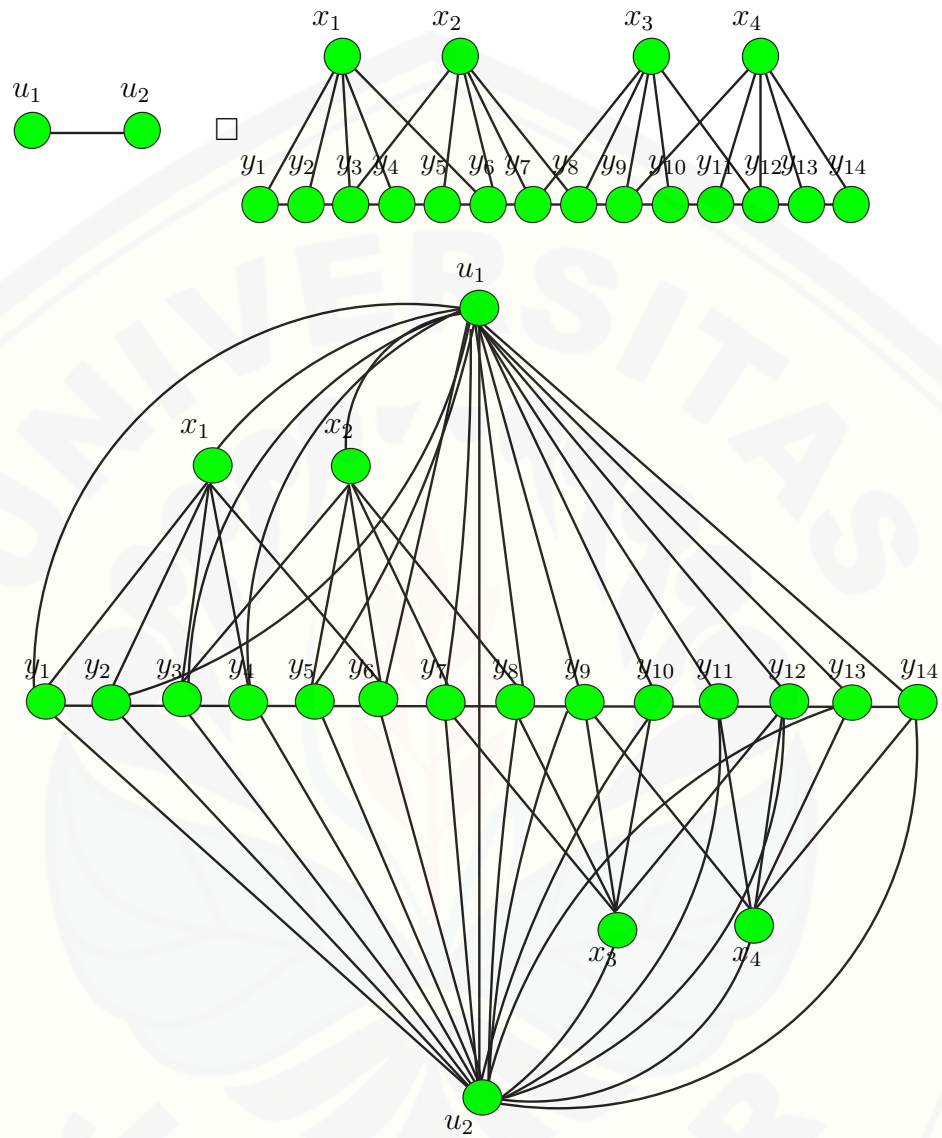 x₁ x₂ x₃ x₄
u₁ u₂ □
y₁ y₂ y₃ y₄ y₅ y₆ y₇ y₈ y₉ y₁₀ y₁₁ y₁₂ y₁₃ y₁₄
u₁
x₁ x₂
y₁ y₂ y₃ y₄ y₅ y₆ y₇ y₈ y₉ y₁₀ y₁₁ y₁₂ y₁₃ y₁₄
x₃ x₄
u₂
UNIVERSITAS